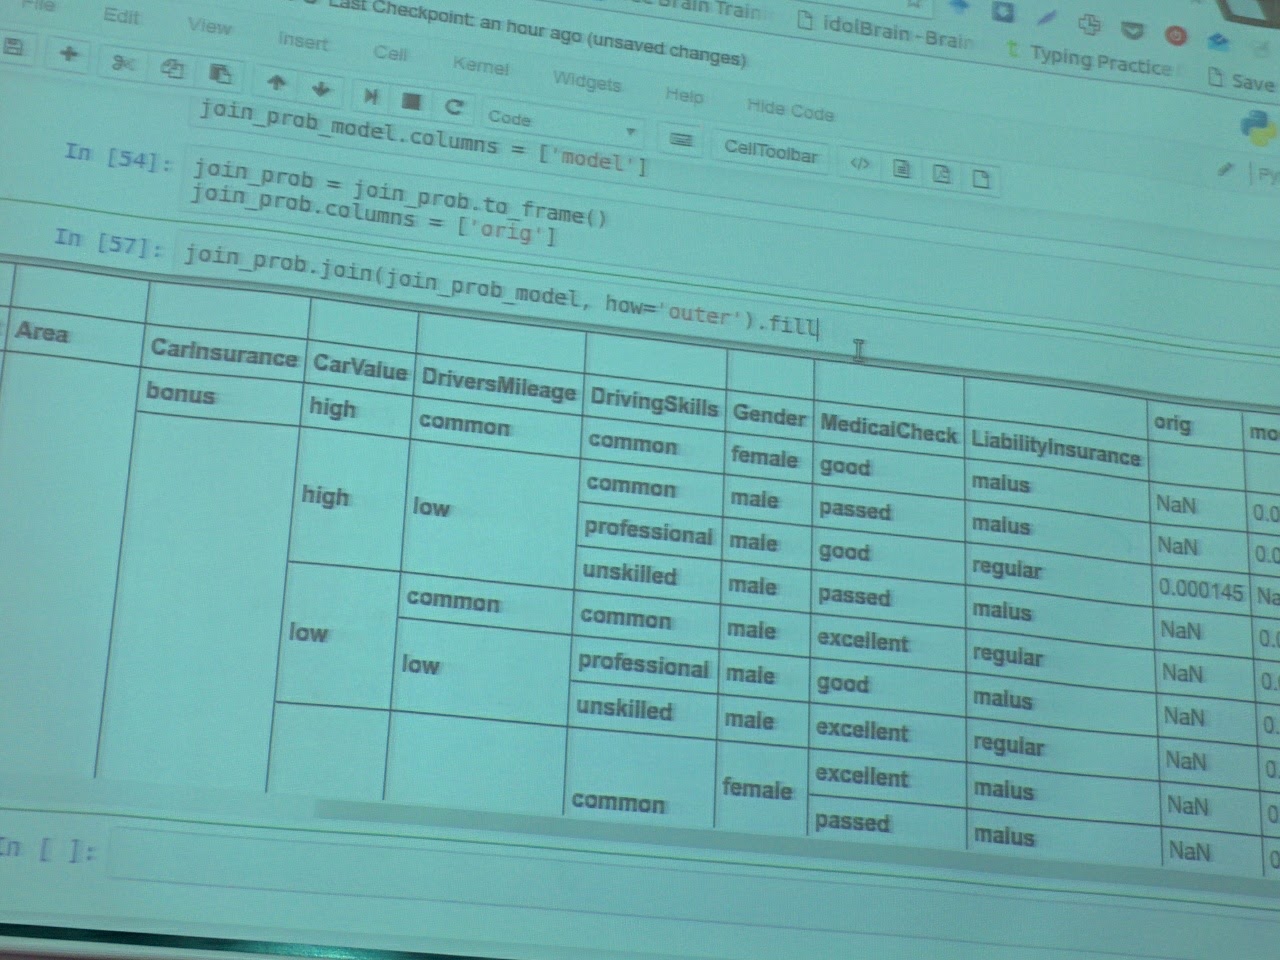 Last Checkpoint: an hour ago (unsaved changes)
Brain Train
idolBrain - Brain
Typing Practice
Save
File Edit View Insert Cell Kernel Widgets Help Hide Code
Code
CellToolbar
join_prob_model.columns = ['model']
In [54]: join_prob = join_prob.to_frame()
join_prob.columns = ['orig']
In [57]: join_prob.join(join_prob_model, how='outer').fill
orig mo
Area CarInsurance CarValue DriversMileage DrivingSkills Gender MedicalCheck LiabilityInsurance
bonus high common common female good malus NaN 0.0
high low common male passed malus NaN 0.0
professional male good regular 0.000145 Na
unskilled male passed malus NaN 0.
low common common male excellent regular NaN 0.
low professional male good malus NaN 0.
unskilled male excellent regular NaN 0.
common female excellent malus NaN 0.
passed malus NaN 0
In [ ]: